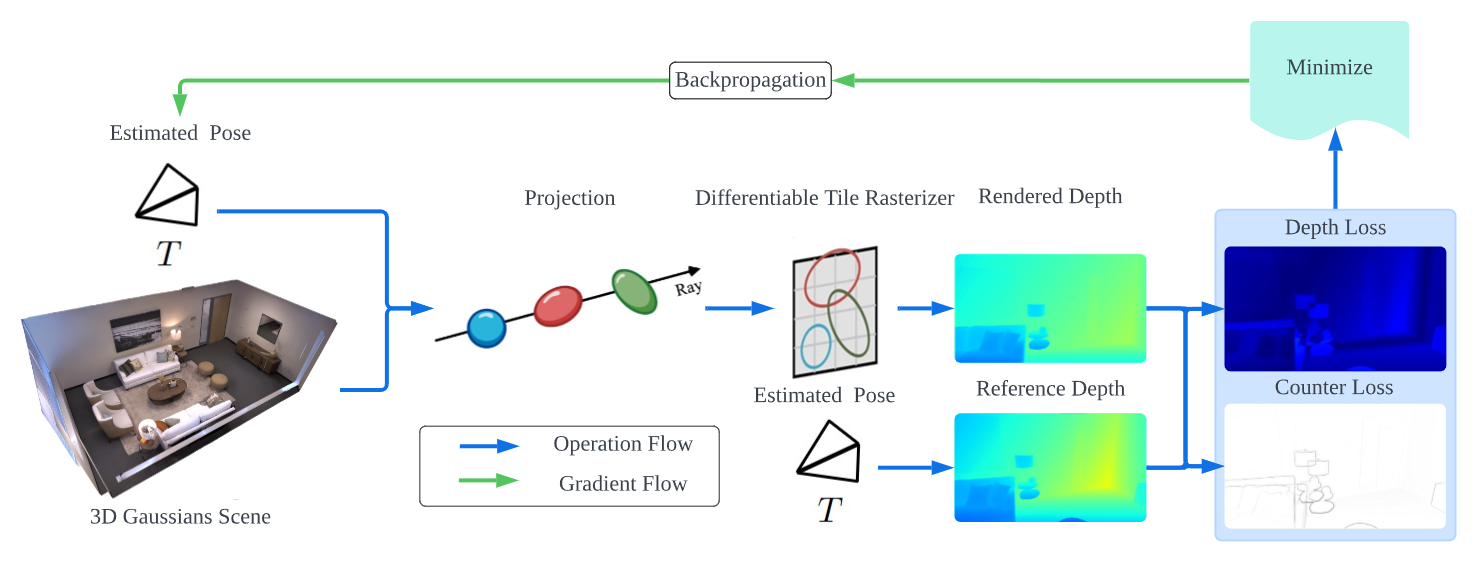 Minimize
Backpropagation
Estimated Pose
T
Projection
Differentiable Tile Rasterizer
Rendered Depth
Depth Loss
Ray
Estimated Pose
Reference Depth
Counter Loss
Operation Flow
Gradient Flow
T
3D Gaussians Scene